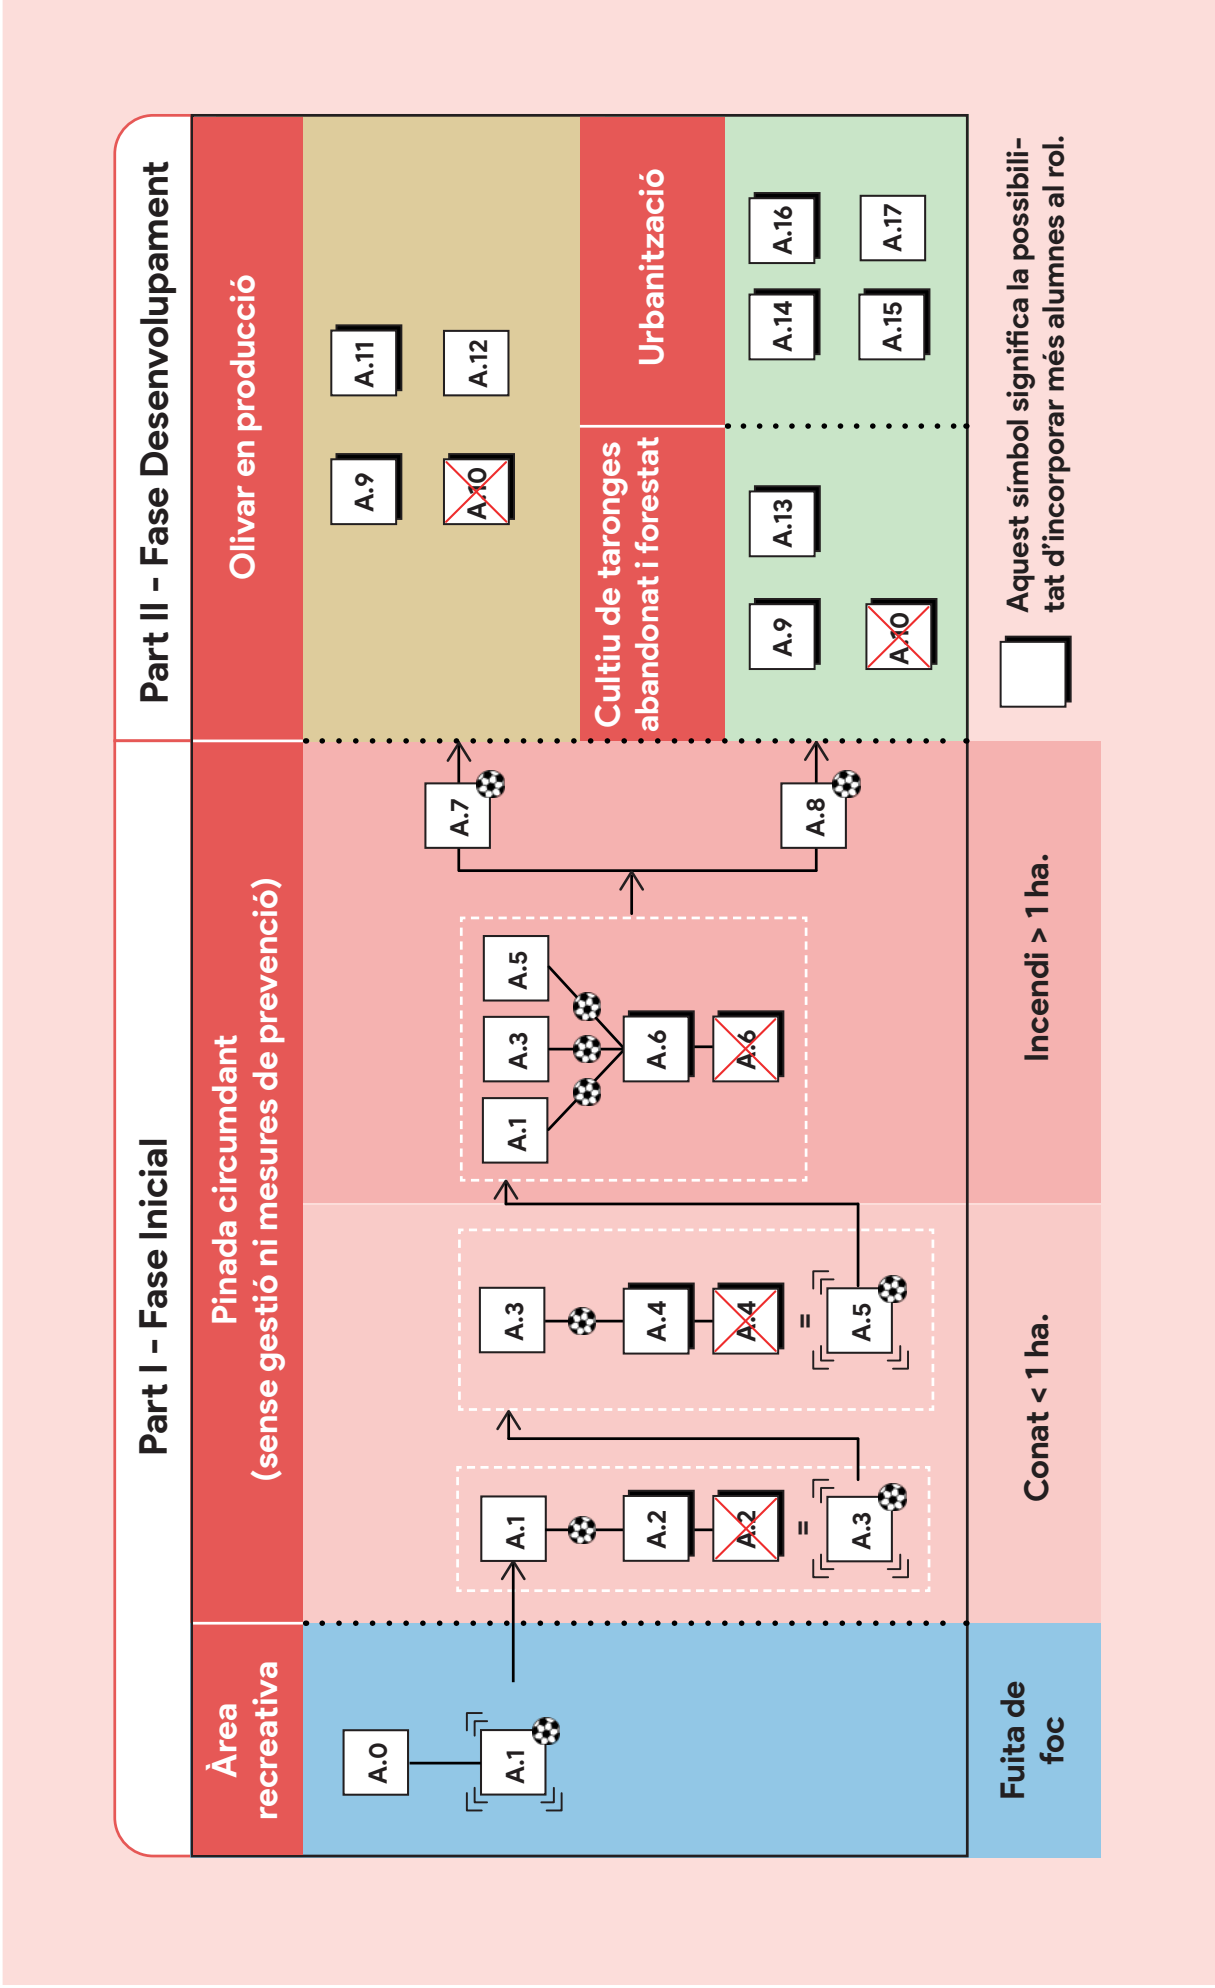 Part I - Fase Inicial
Part II - Fase Desenvolupament
Àrea
recreativa
Pinada circumdant
(sense gestió ni mesures de prevenció)
Olivar en producció
A.0
A.1
A.1
A.2
A.2
=
A.3
A.3
A.4
A.4
=
A.5
A.1
A.3
A.5
A.6
A.6
A.7
A.8
A.9
A.11
A.10
A.12
Cultiu de taronges
abandonat i forestat
Urbanització
A.9
A.13
A.10
A.14
A.16
A.15
A.17
Fuita de
foc
Conat < 1 ha.
Incendi > 1 ha.
Aquest símbol significa la possibili-
tat d'incorporar més alumnes al rol.